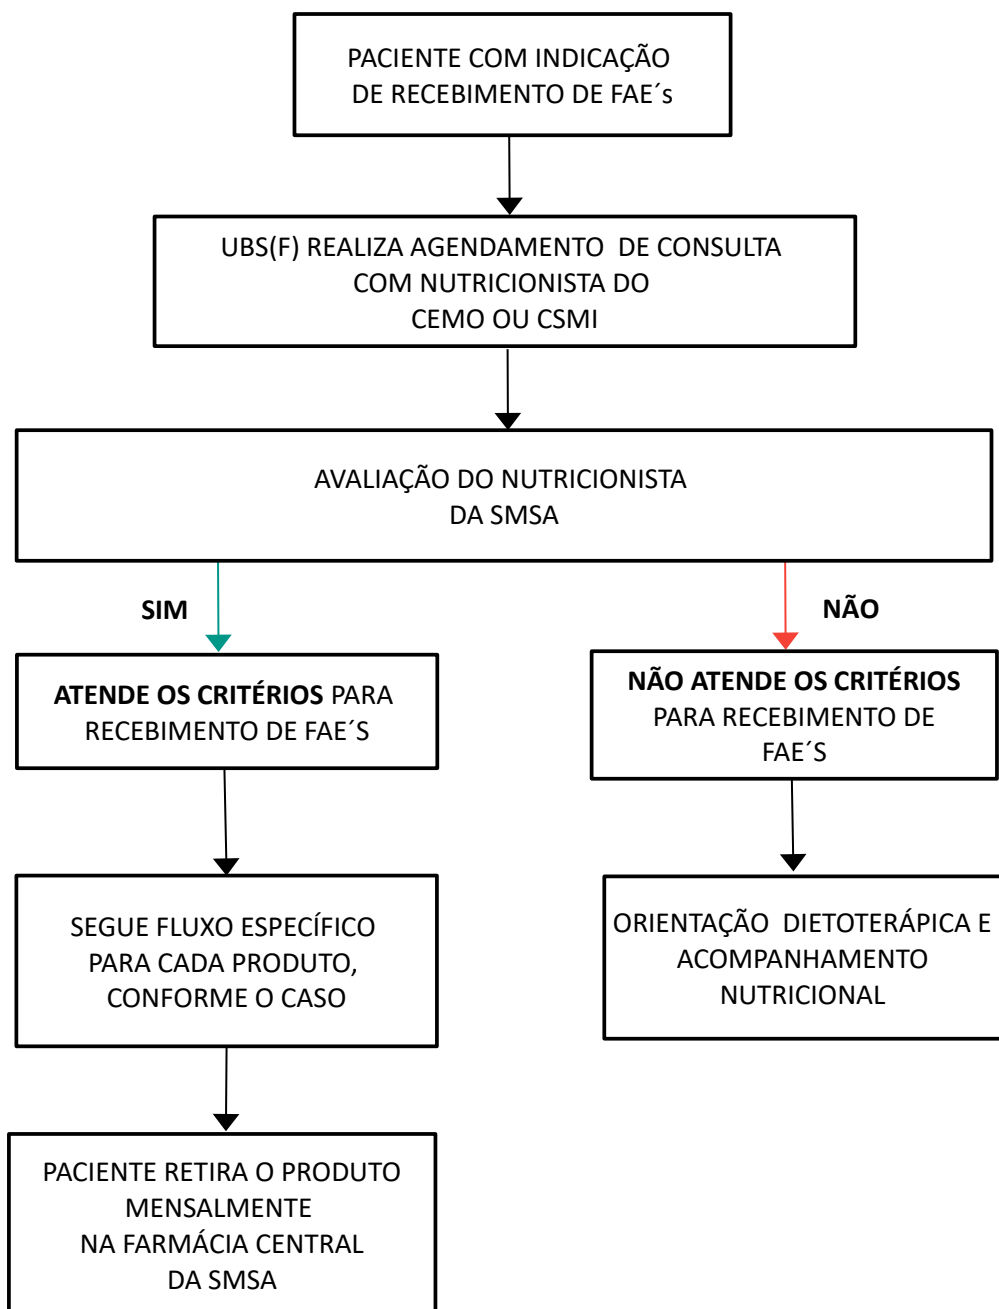 PACIENTE COM INDICAÇÃO
DE RECEBIMENTO DE FAE´s
UBS(F) REALIZA AGENDAMENTO DE CONSULTA
COM NUTRICIONISTA DO
CEMO OU CSMI
AVALIAÇÃO DO NUTRICIONISTA
DA SMSA
SIM
NÃO
ATENDE OS CRITÉRIOS PARA
RECEBIMENTO DE FAE´S
NÃO ATENDE OS CRITÉRIOS
PARA RECEBIMENTO DE
FAE´S
SEGUE FLUXO ESPECÍFICO
PARA CADA PRODUTO,
CONFORME O CASO
ORIENTAÇÃO DIETOTERÁPICA E
ACOMPANHAMENTO
NUTRICIONAL
PACIENTE RETIRA O PRODUTO
MENSALMENTE
NA FARMÁCIA CENTRAL
DA SMSA